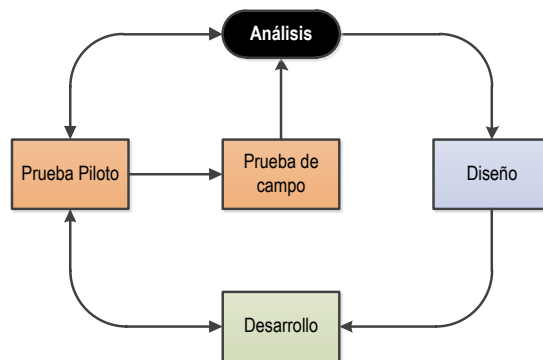 Análisis
Prueba Piloto
Prueba de
campo
Diseño
Desarrollo